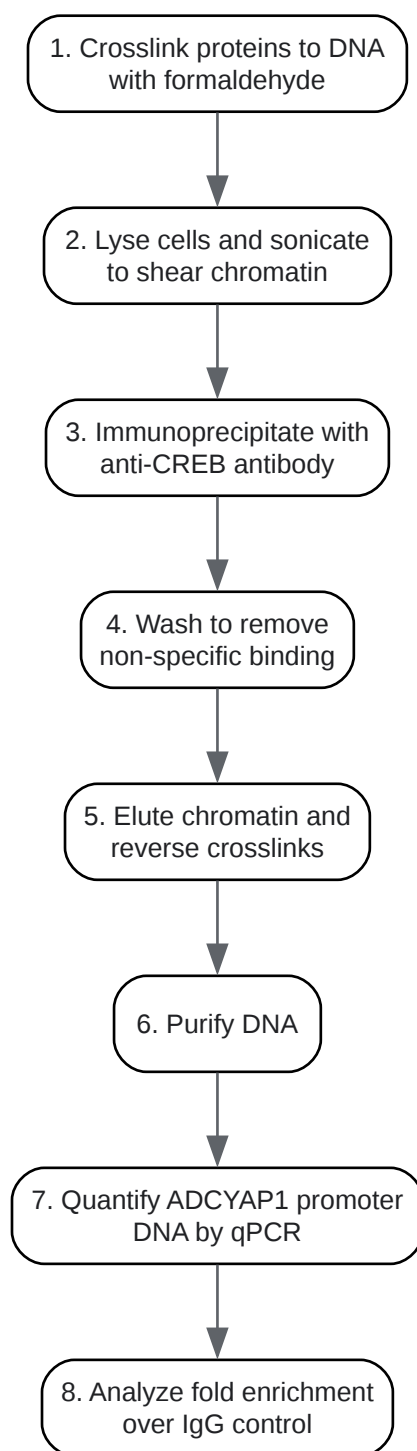 1. Crosslink proteins to DNA
with formaldehyde
2. Lyse cells and sonicate
to shear chromatin
3. Immunoprecipitate with
anti-CREB antibody
4. Wash to remove
non-specific binding
5. Elute chromatin and
reverse crosslinks
6. Purify DNA
7. Quantify ADCYAP1 promoter
DNA by qPCR
8. Analyze fold enrichment
over IgG control